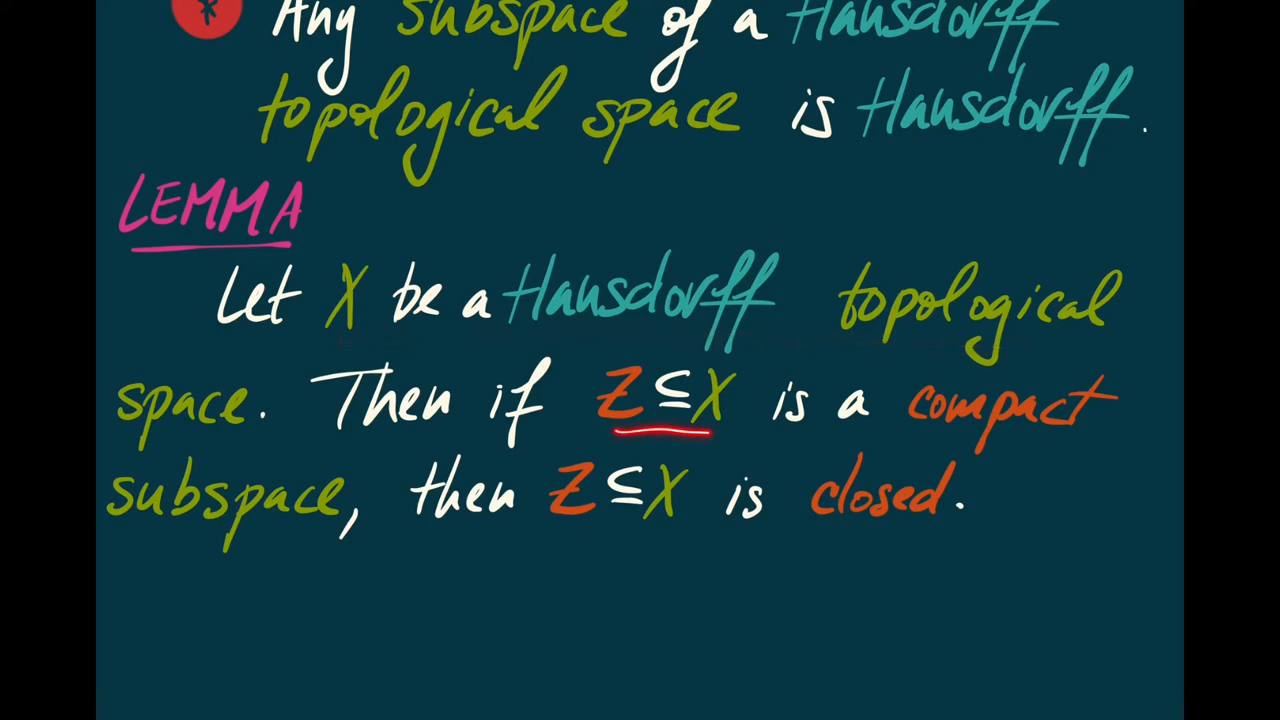 Any subspace of a Hausdorff
topological space is Hausdorff.
LEMMA
Let X be a Hausdorff topological
space. Then if Z ⊆ X is a compact
subspace, then Z ⊆ X is closed.